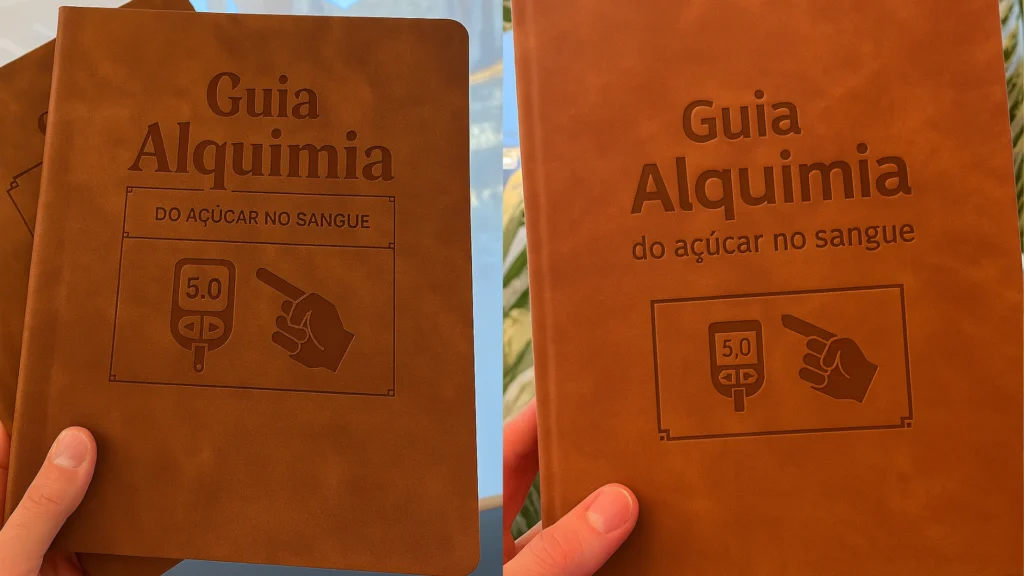 Guia
Alquimia
DO AÇÚCAR NO SANGUE
5.0
Guia
Alquimia
do açúcar no sangue
5,0